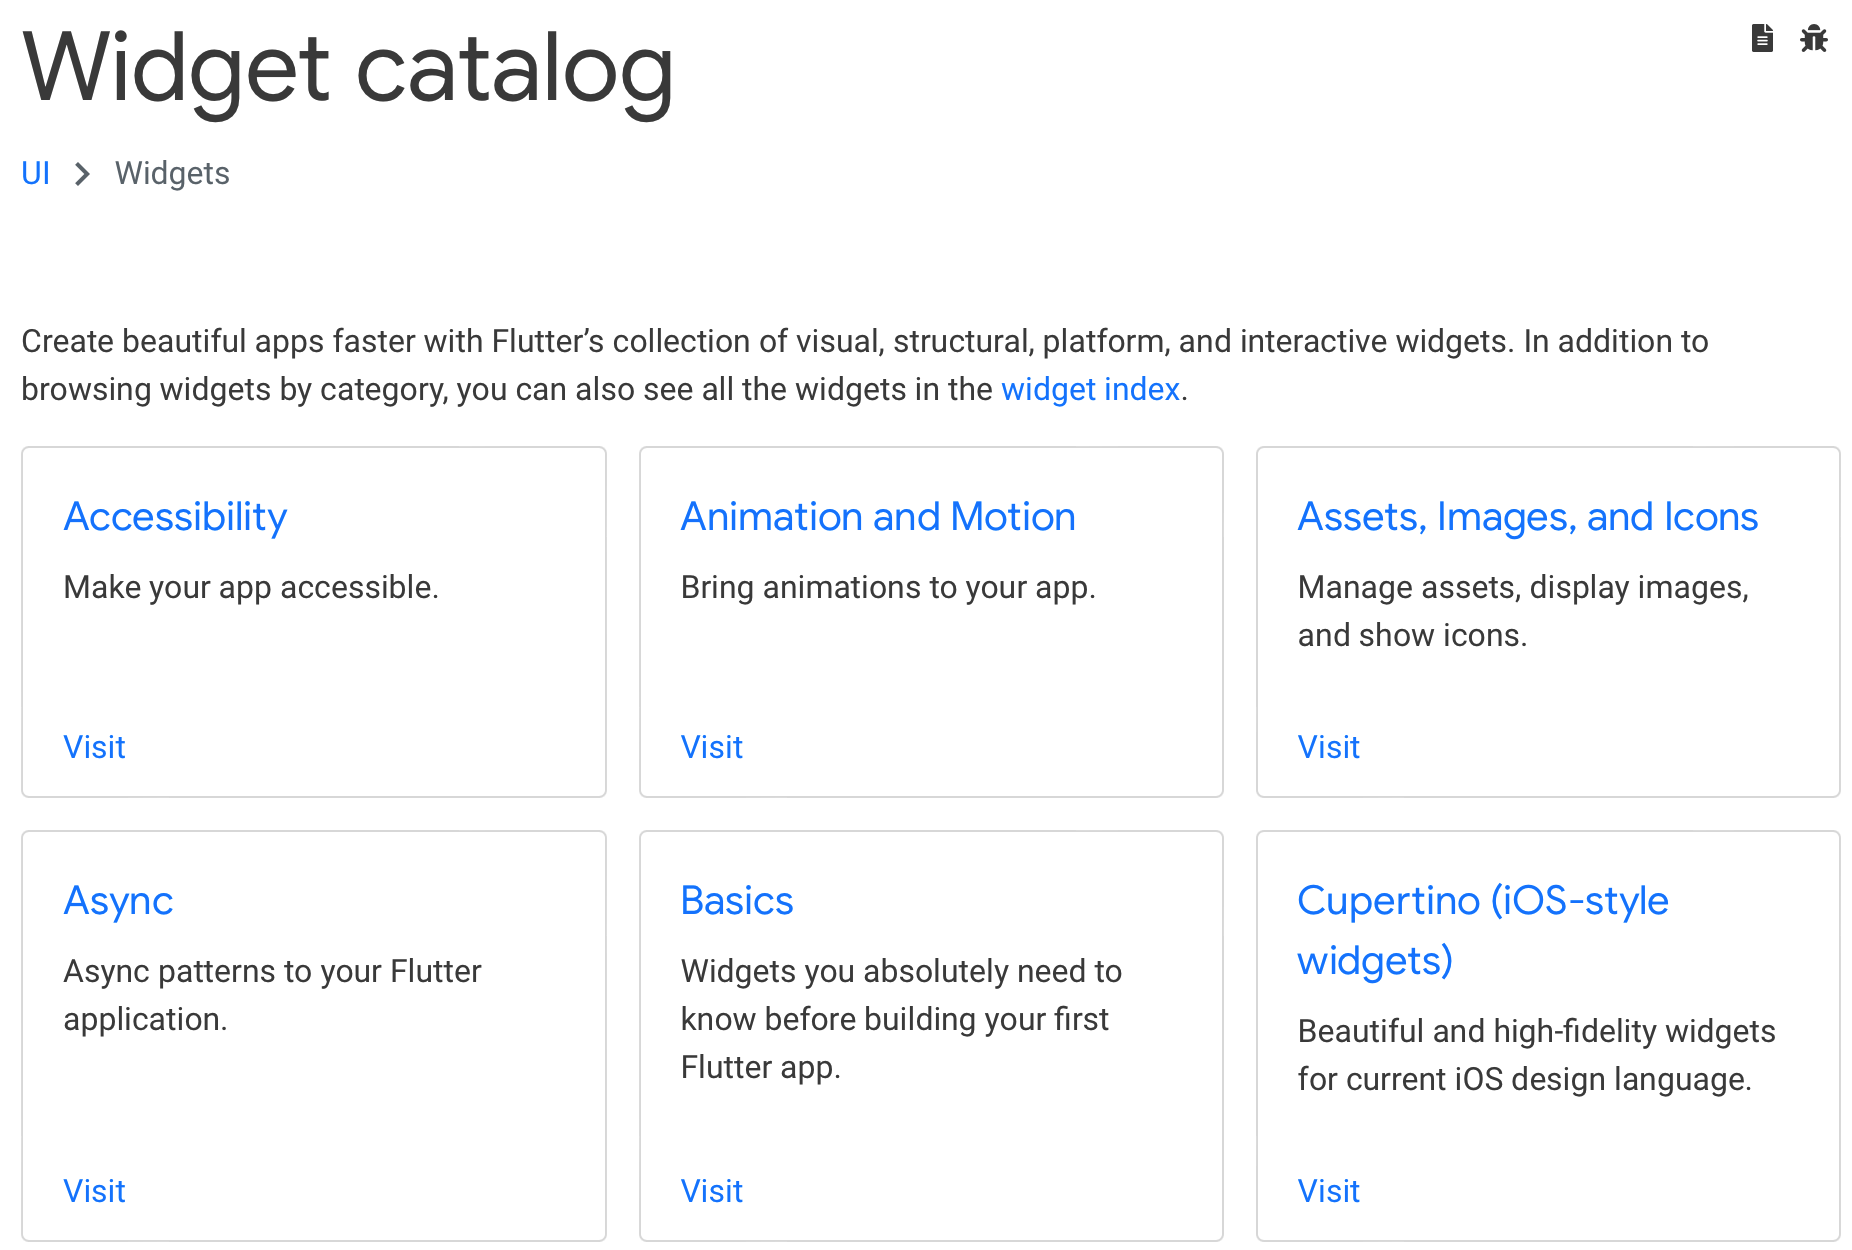 Widget catalog
UI > Widgets
Create beautiful apps faster with Flutter’s collection of visual, structural, platform, and interactive widgets. In addition to
browsing widgets by category, you can also see all the widgets in the widget index.
Accessibility
Make your app accessible.
Visit
Animation and Motion
Bring animations to your app.
Visit
Assets, Images, and Icons
Manage assets, display images,
and show icons.
Visit
Async
Async patterns to your Flutter
application.
Visit
Basics
Widgets you absolutely need to
know before building your first
Flutter app.
Visit
Cupertino (iOS-style
widgets)
Beautiful and high-fidelity widgets
for current iOS design language.
Visit